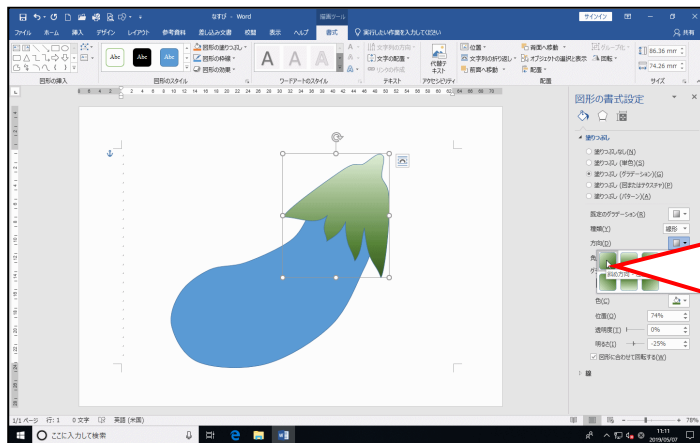 なすび - Word
描画ツール
サインイン
ファイル ホーム 挿入 デザイン レイアウト 参考資料 差し込み文書 校閲 表示 ヘルプ 書式 実行したい作業を入力してください 共有
Abc Abc Abc
図形の塗りつぶし
図形の枠線
図形の効果
A A A
文字列の方向
文字の配置
リンクの作成
代替テキスト
位置
文字列の折り返し
前面へ移動
背面へ移動
オブジェクトの選択と表示
配置
グループ化
回転
86.36 mm
74.26 mm
図形の挿入 図形のスタイル ワードアートのスタイル テキスト アクセシビリティ 配置 サイズ
図形の書式設定
塗りつぶし
塗りつぶしなし(N)
塗りつぶし (単色)(S)
塗りつぶし (グラデーション)(G)
塗りつぶし (図またはテクスチャ)(P)
塗りつぶし (パターン)(A)
既定のグラデーション(R)
種類(Y) 線形
方向(D)
色(C)
位置(O) 74%
透明度(T) 0%
明るさ(I) -25%
図形に合わせて回転する(W)
線
1/1 ページ 行: 1 0 文字 英語 (米国)
78%
ここに入力して検索
11:11
2019/05/07